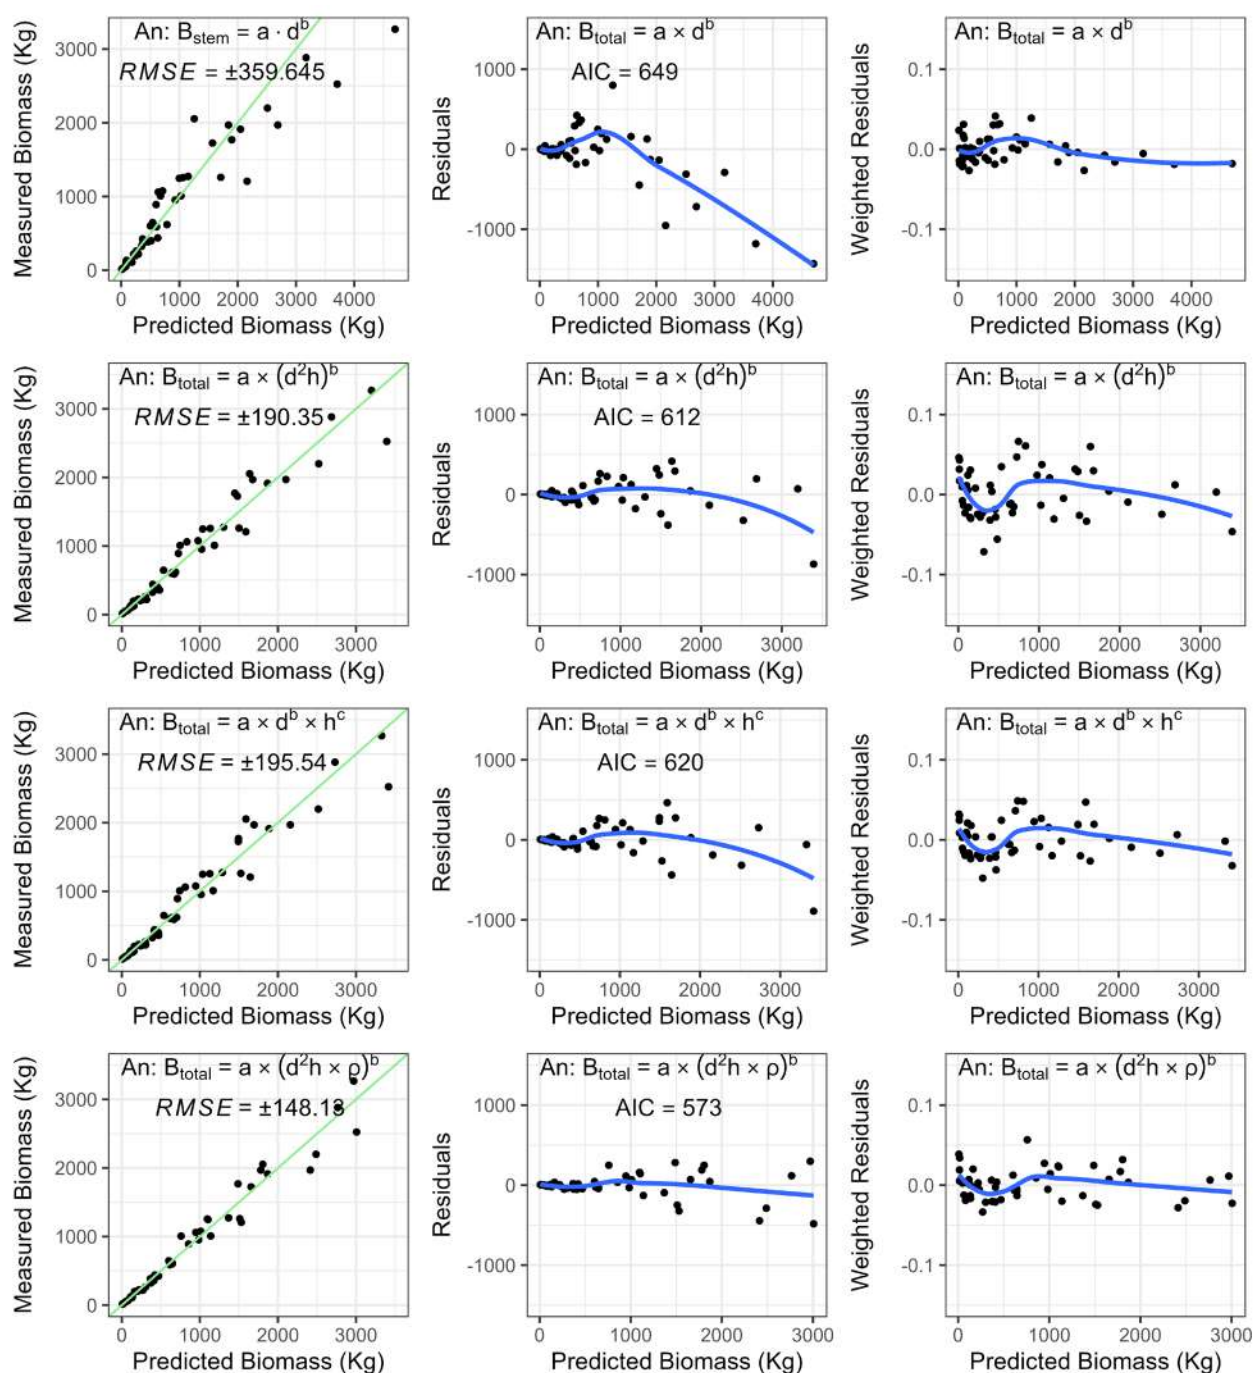 An: B_stem = a · d^b
RMSE = ±359.645
Measured Biomass (Kg)
3000
2000
1000
0
0 1000 2000 3000 4000
Predicted Biomass (Kg)
An: B_total = a × d^b
AIC = 649
Residuals
1000
0
-1000
0 1000 2000 3000 4000
Predicted Biomass (Kg)
An: B_total = a × d^b
Weighted Residuals
0.1
0.0
-0.1
0 1000 2000 3000 4000
Predicted Biomass (Kg)
An: B_total = a × (d²h)^b
RMSE = ±190.35
Measured Biomass (Kg)
3000
2000
1000
0
0 1000 2000 3000
Predicted Biomass (Kg)
An: B_total = a × (d²h)^b
AIC = 612
Residuals
1000
0
-1000
0 1000 2000 3000
Predicted Biomass (Kg)
An: B_total = a × (d²h)^b
Weighted Residuals
0.1
0.0
-0.1
0 1000 2000 3000
Predicted Biomass (Kg)
An: B_total = a × d^b × h^c
RMSE = ±195.54
Measured Biomass (Kg)
3000
2000
1000
0
0 1000 2000 3000
Predicted Biomass (Kg)
An: B_total = a × d^b × h^c
AIC = 620
Residuals
1000
0
-1000
0 1000 2000 3000
Predicted Biomass (Kg)
An: B_total = a × d^b × h^c
Weighted Residuals
0.1
0.0
-0.1
0 1000 2000 3000
Predicted Biomass (Kg)
An: B_total = a × (d²h × ρ)^b
RMSE = ±148.18
Measured Biomass (Kg)
3000
2000
1000
0
0 1000 2000 3000
Predicted Biomass (Kg)
An: B_total = a × (d²h × ρ)^b
AIC = 573
Residuals
1000
0
-1000
0 1000 2000 3000
Predicted Biomass (Kg)
An: B_total = a × (d²h × ρ)^b
Weighted Residuals
0.1
0.0
-0.1
0 1000 2000 3000
Predicted Biomass (Kg)